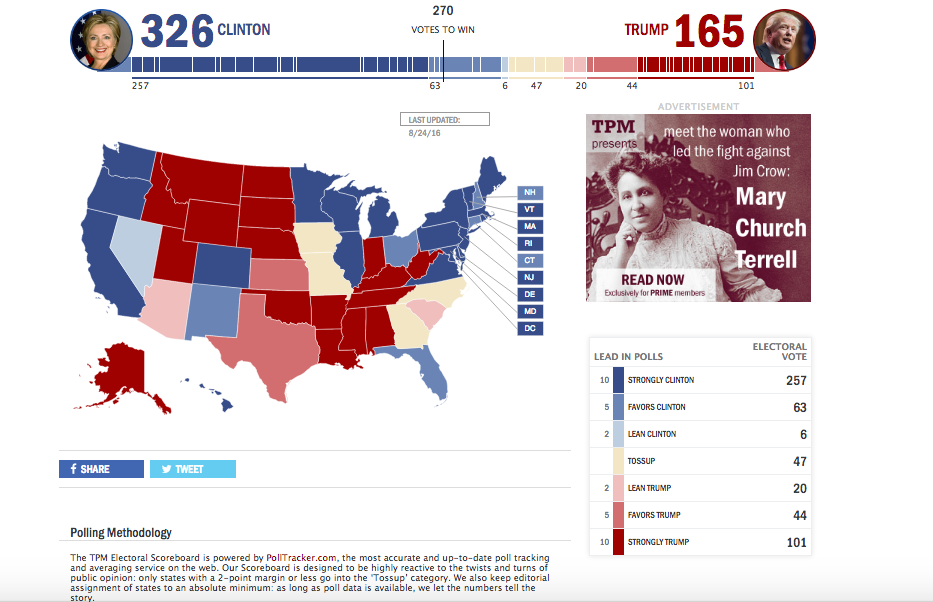 326 CLINTON
270
VOTES TO WIN
TRUMP 165
257
63
6
47
20
44
101
LAST UPDATED:
8/24/16
NH
VT
MA
RI
CT
NJ
DE
MD
DC
ADVERTISEMENT
TPM
presents
meet the woman who
led the fight against
Jim Crow:
Mary
Church
Terrell
READ NOW
Exclusively for PRIME members
LEAD IN POLLS ELECTORAL VOTE
10 STRONGLY CLINTON 257
5 FAVORS CLINTON 63
2 LEAN CLINTON 6
TOSSUP 47
2 LEAN TRUMP 20
5 FAVORS TRUMP 44
10 STRONGLY TRUMP 101
SHARE
TWEET
Polling Methodology
The TPM Electoral Scoreboard is powered by PollTracker.com, the most accurate and up-to-date poll tracking
and averaging service on the web. Our Scoreboard is designed to be highly reactive to the twists and turns of
public opinion: only states with a 2-point margin or less go into the 'Tossup' category. We also keep editorial
assignment of states to an absolute minimum: as long as poll data is available, we let the numbers tell the
story.